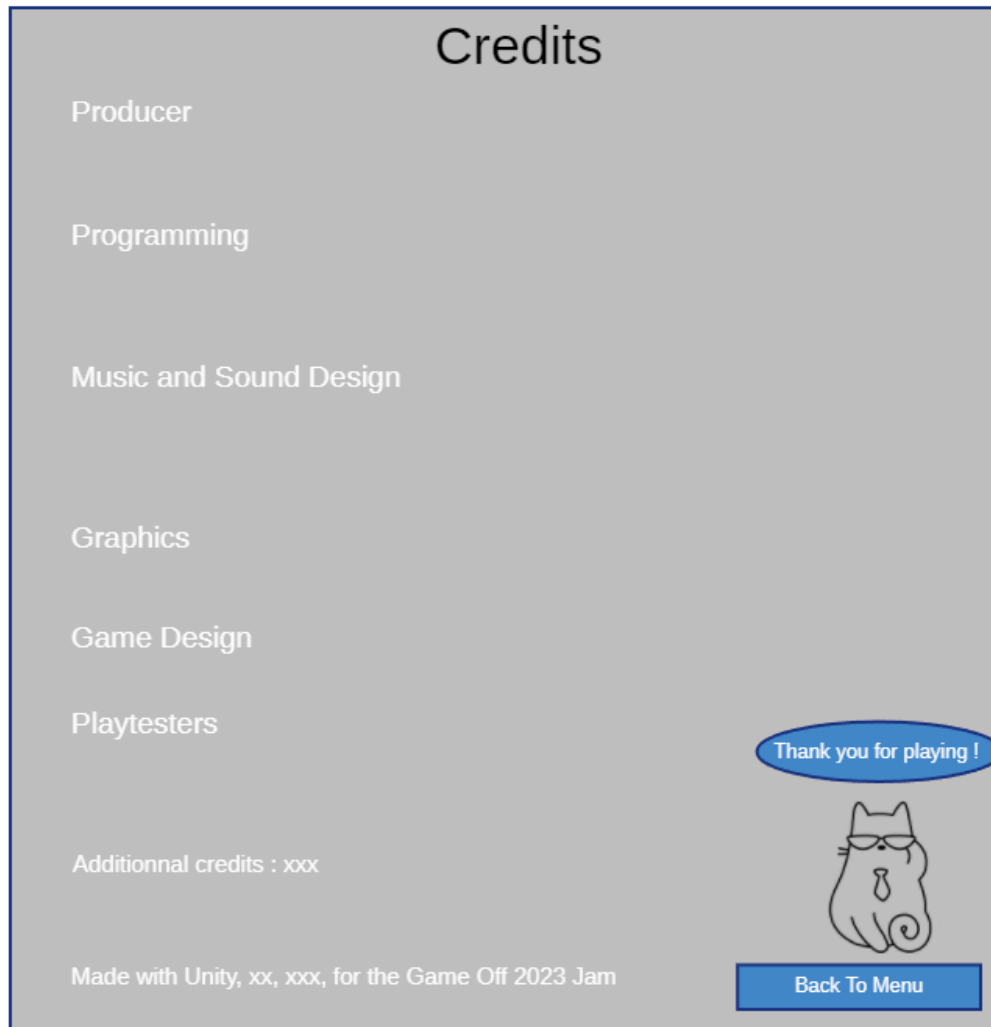 Credits
Producer
Programming
Music and Sound Design
Graphics
Game Design
Playtesters
Thank you for playing !
Additionnal credits : xxx
Made with Unity, xx, xxx, for the Game Off 2023 Jam
Back To Menu